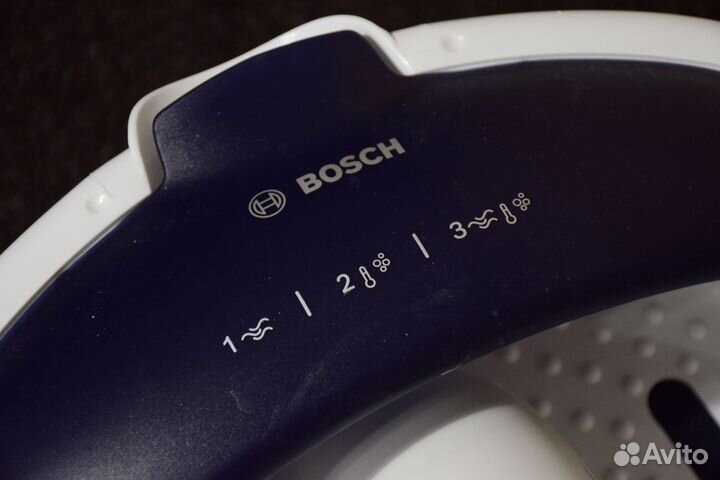 BOSCH
1 | 2 | 3
Avito